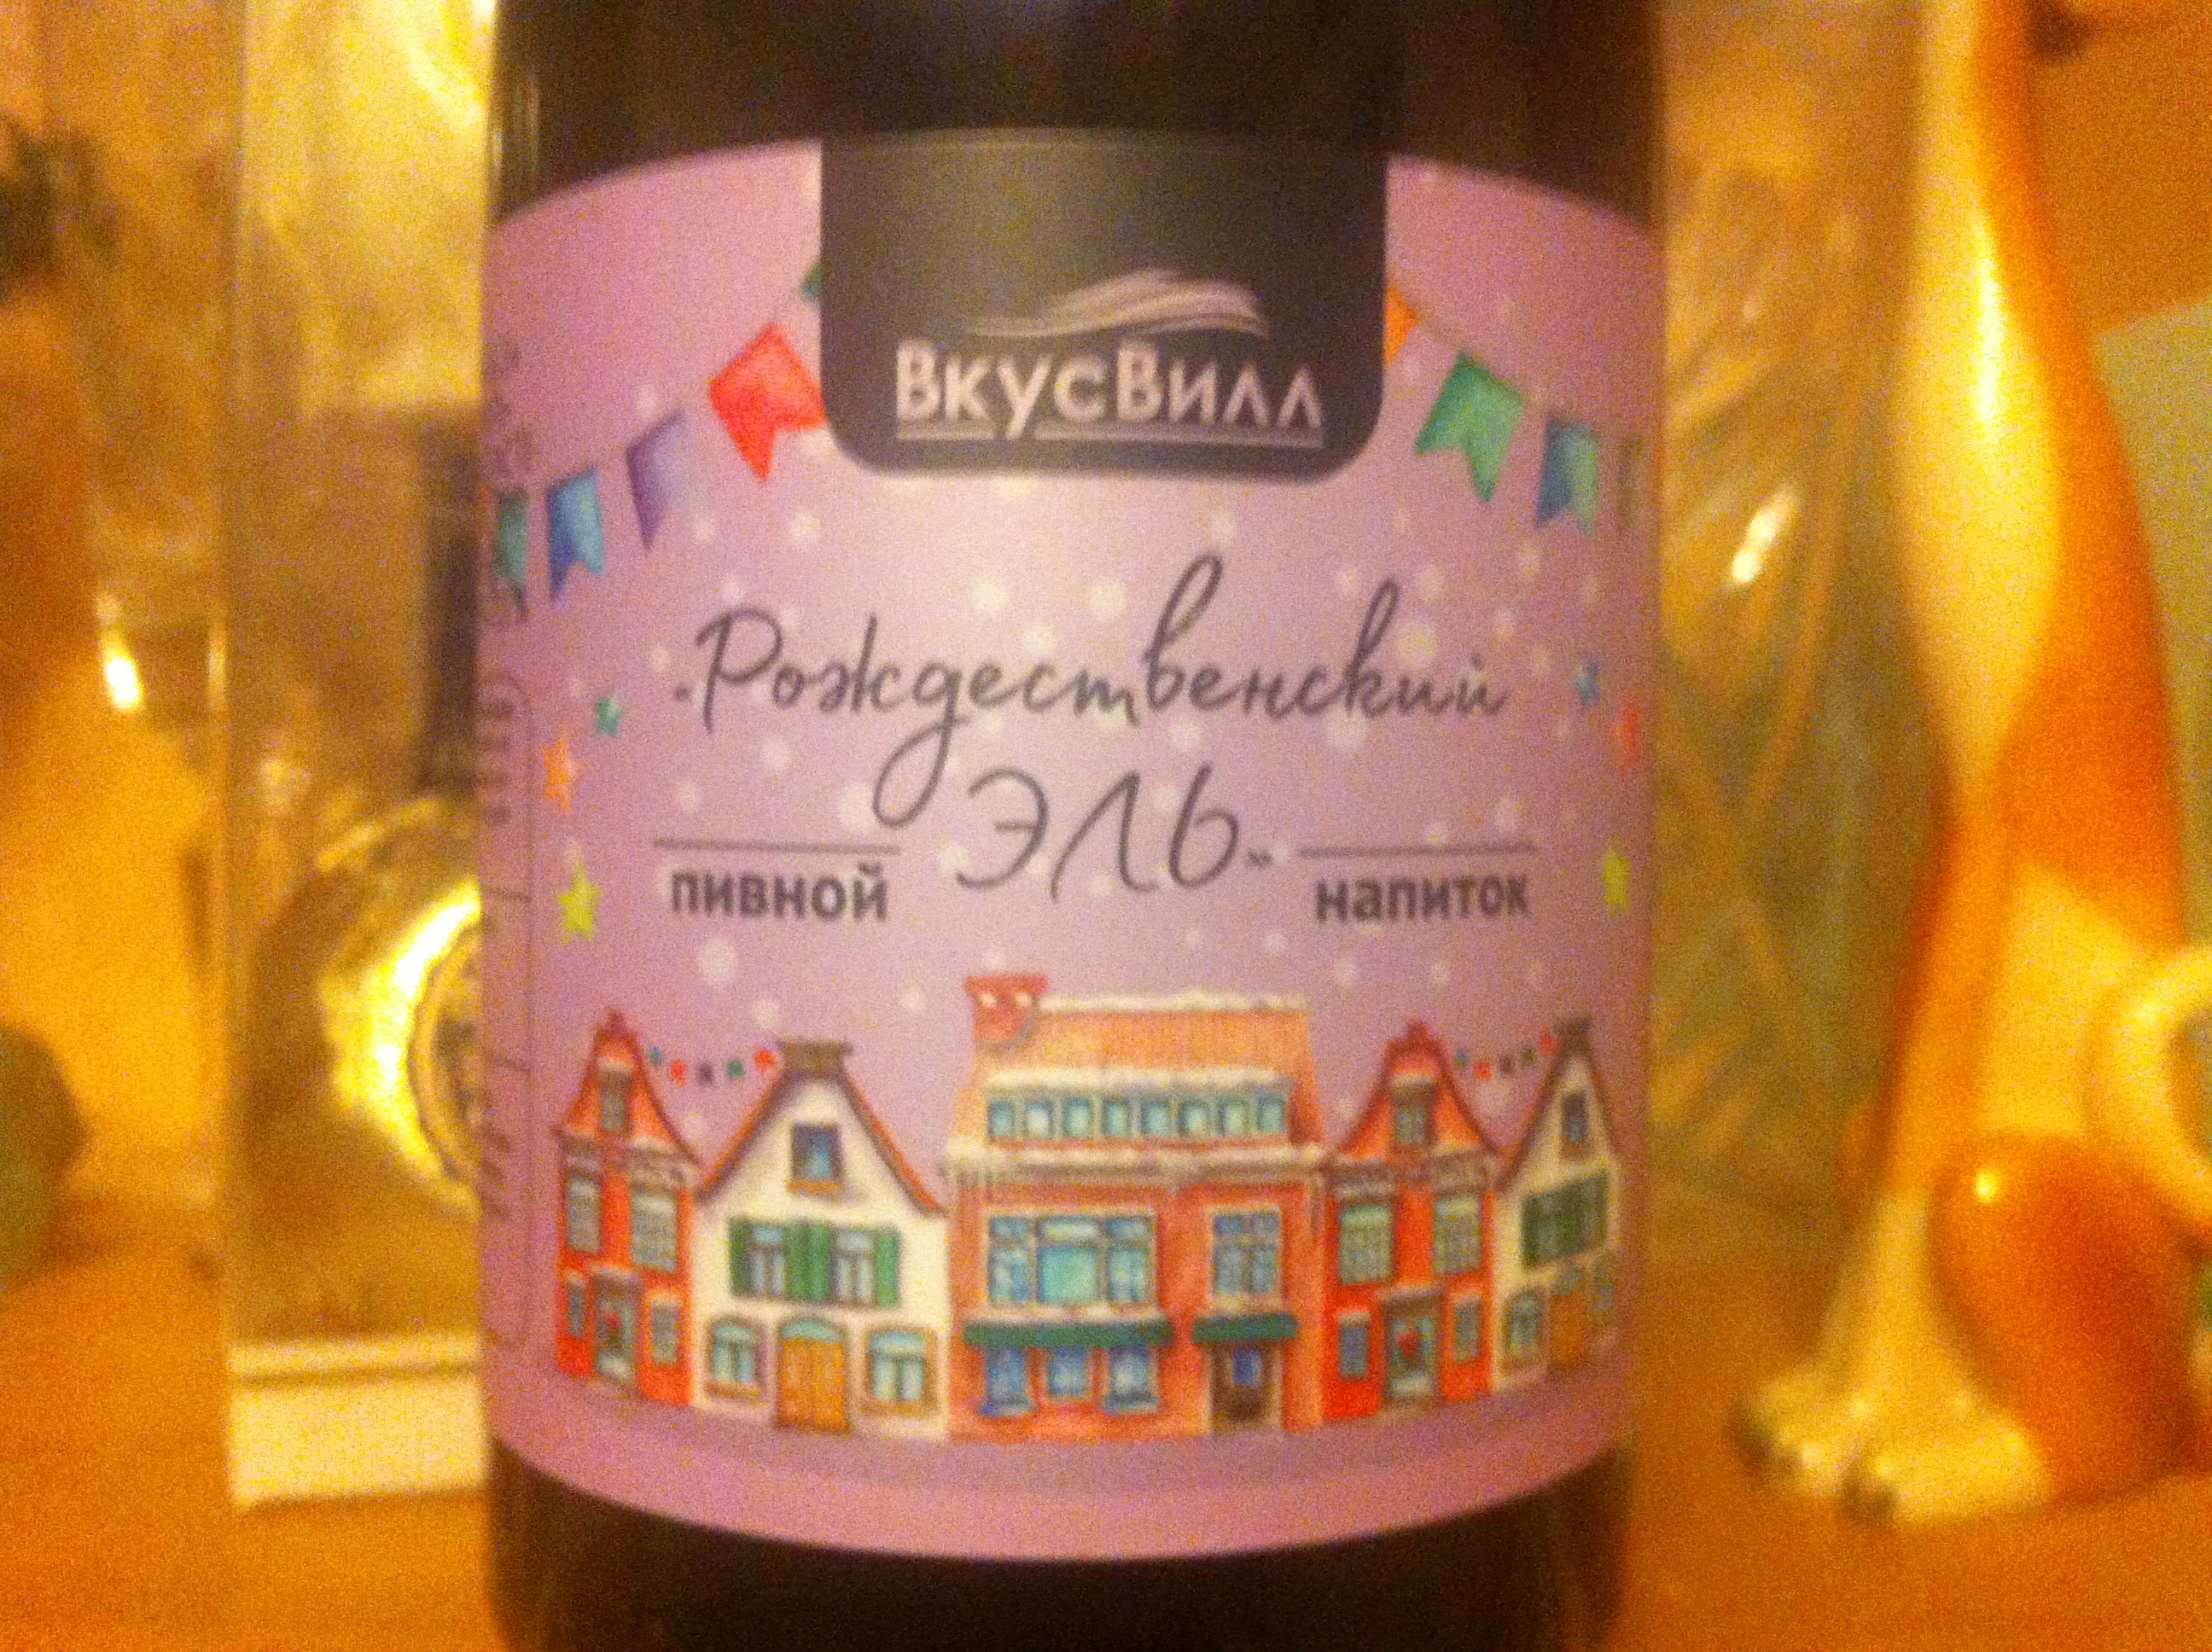 ВкусВилл
«Рождественский
ЭЛЬ»
пивной напиток